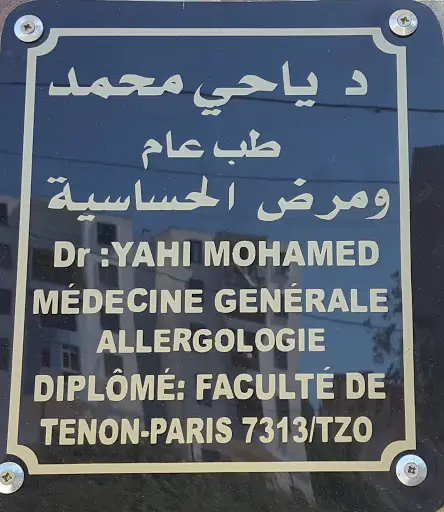 د ياحي محمد
طب عام
ومرض الحساسية
Dr :YAHI MOHAMED
MÉDECINE GENÉRALE
ALLERGOLOGIE
DIPLÔMÉ: FACULTÉ DE
TENON-PARIS 7313/TZO